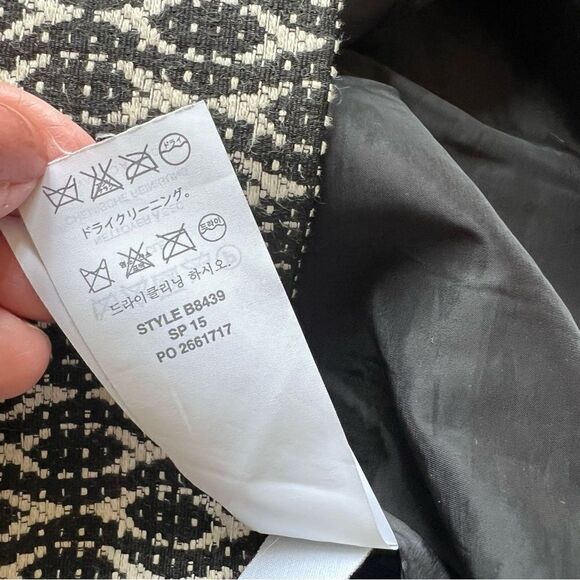 ドライ
ドライクリーニング。
드라이
드라이클리닝 하시오.
STYLE B8439
SP 15
PO 2661717